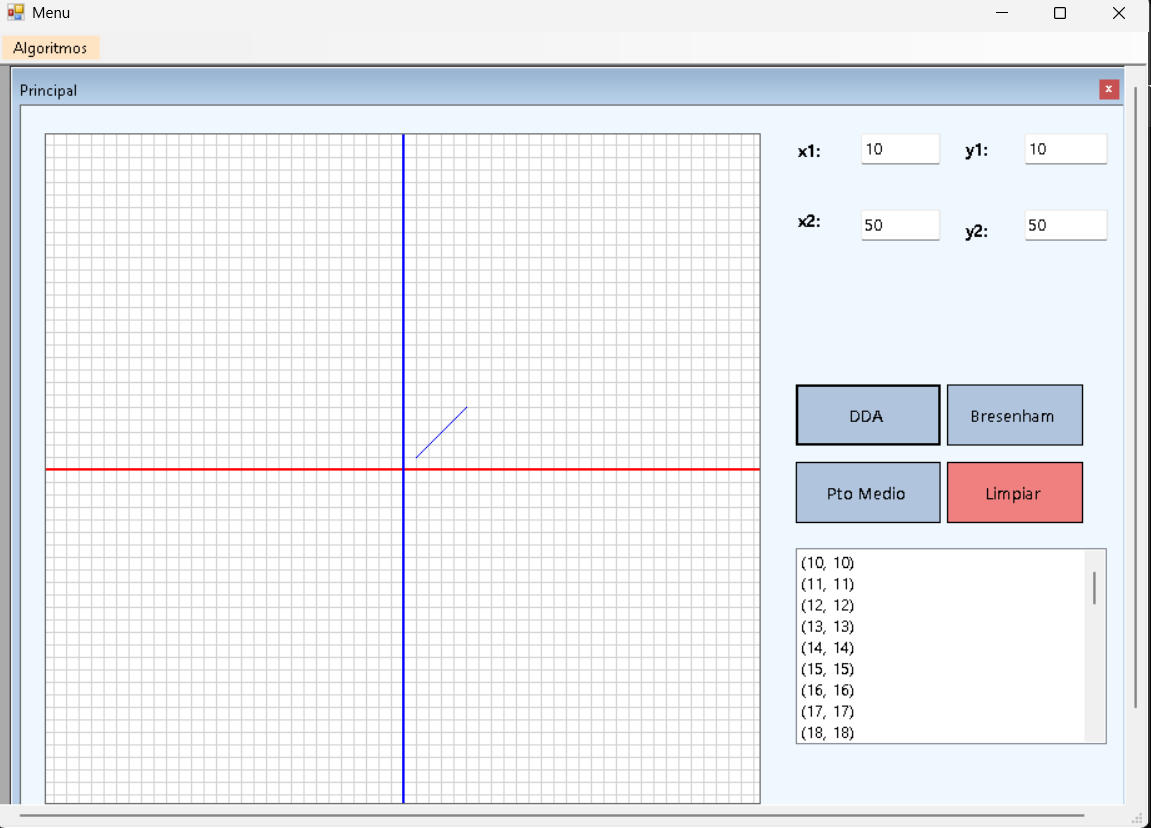 Menu
Algoritmos
Principal
x1: 10 y1: 10
x2: 50 y2: 50
DDA Bresenham
Pto Medio Limpiar
(10, 10)
(11, 11)
(12, 12)
(13, 13)
(14, 14)
(15, 15)
(16, 16)
(17, 17)
(18, 18)